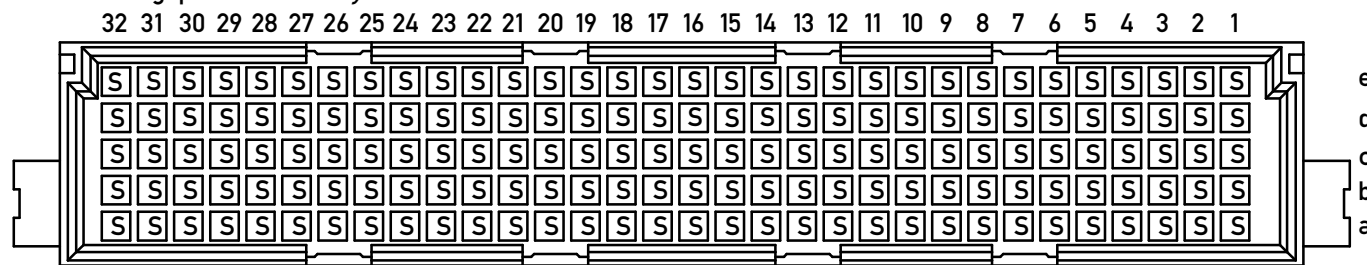 32 31 30 29 28 27 26 25 24 23 22 21 20 19 18 17 16 15 14 13 12 11 10 9 8 7 6 5 4 3 2 1
S S S S S S S S S S S S S S S S S S S S S S S S S S S S S S S S e
S S S S S S S S S S S S S S S S S S S S S S S S S S S S S S S S d
S S S S S S S S S S S S S S S S S S S S S S S S S S S S S S S S c
S S S S S S S S S S S S S S S S S S S S S S S S S S S S S S S S b
S S S S S S S S S S S S S S S S S S S S S S S S S S S S S S S S a